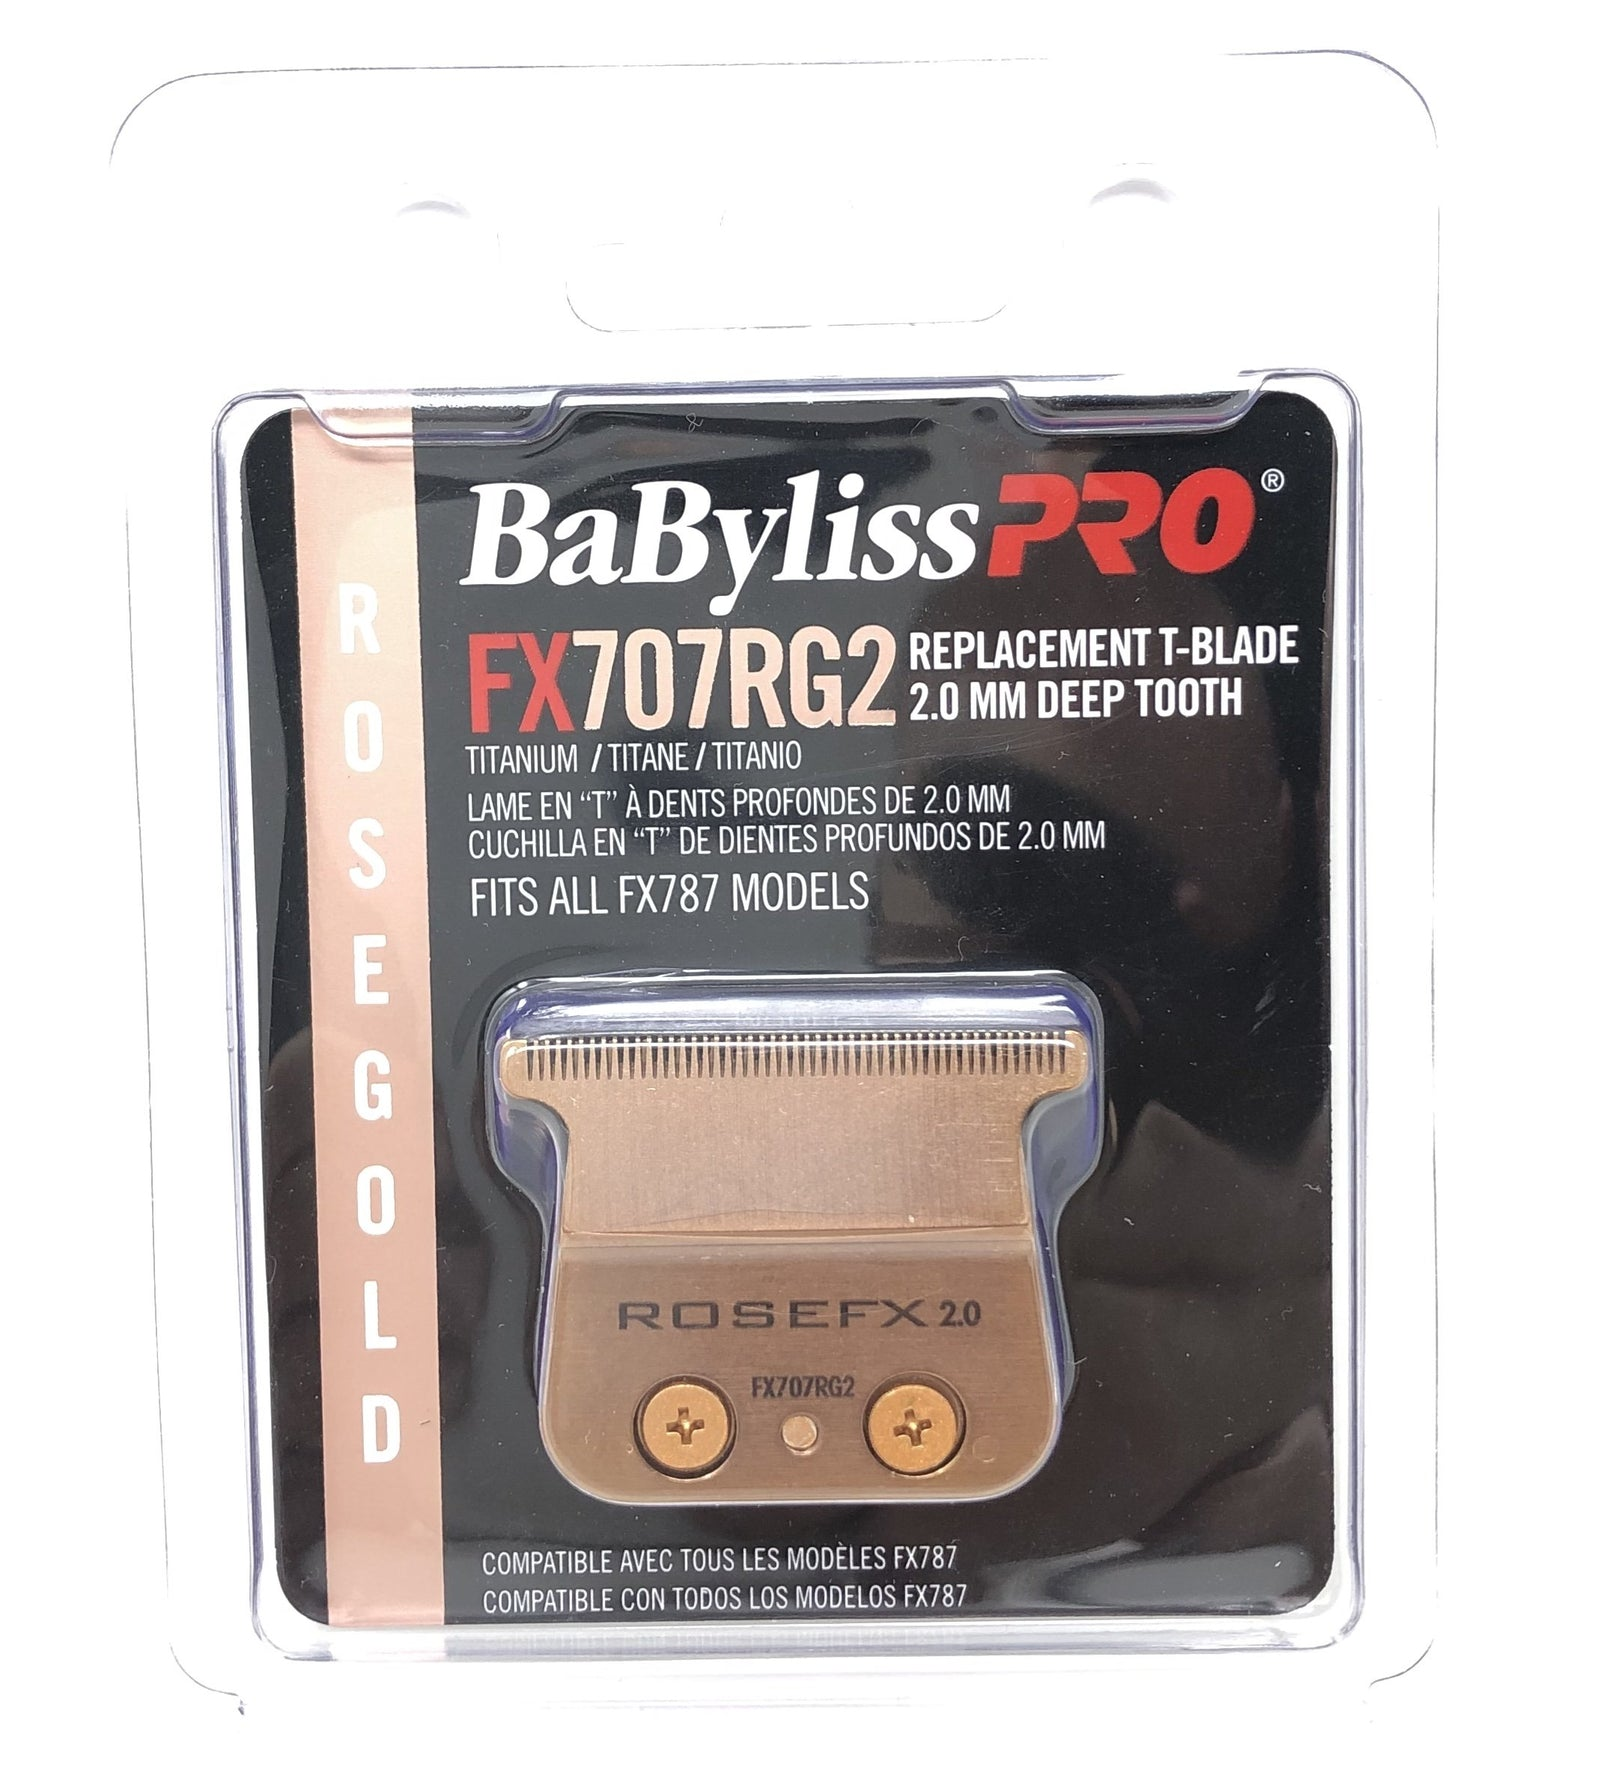 BaBylissPRO®
FX707RG2 REPLACEMENT T-BLADE
2.0 MM DEEP TOOTH
TITANIUM / TITANE / TITANIO
LAME EN “T” À DENTS PROFONDES DE 2.0 MM
CUCHILLA EN “T” DE DIENTES PROFUNDOS DE 2.0 MM
FITS ALL FX787 MODELS
ROSEGOLD
ROSEFX 2.0
FX707RG2
COMPATIBLE AVEC TOUS LES MODÈLES FX787
COMPATIBLE CON TODOS LOS MODELOS FX787